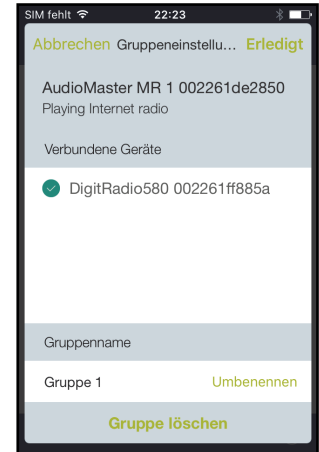 SIM fehlt 22:23
Abbrechen Gruppeneinstellu... Erledigt
AudioMaster MR 1 002261de2850
Playing Internet radio
Verbundene Geräte
DigitRadio580 002261ff885a
Gruppenname
Gruppe 1 Umbenennen
Gruppe löschen